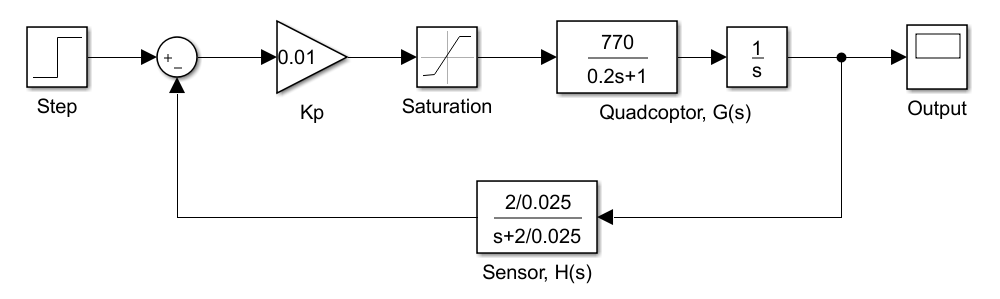 Step
+
−
0.01
Kp
Saturation
770
0.2s+1
Quadcoptor, G(s)
1
s
Output
2/0.025
s+2/0.025
Sensor, H(s)